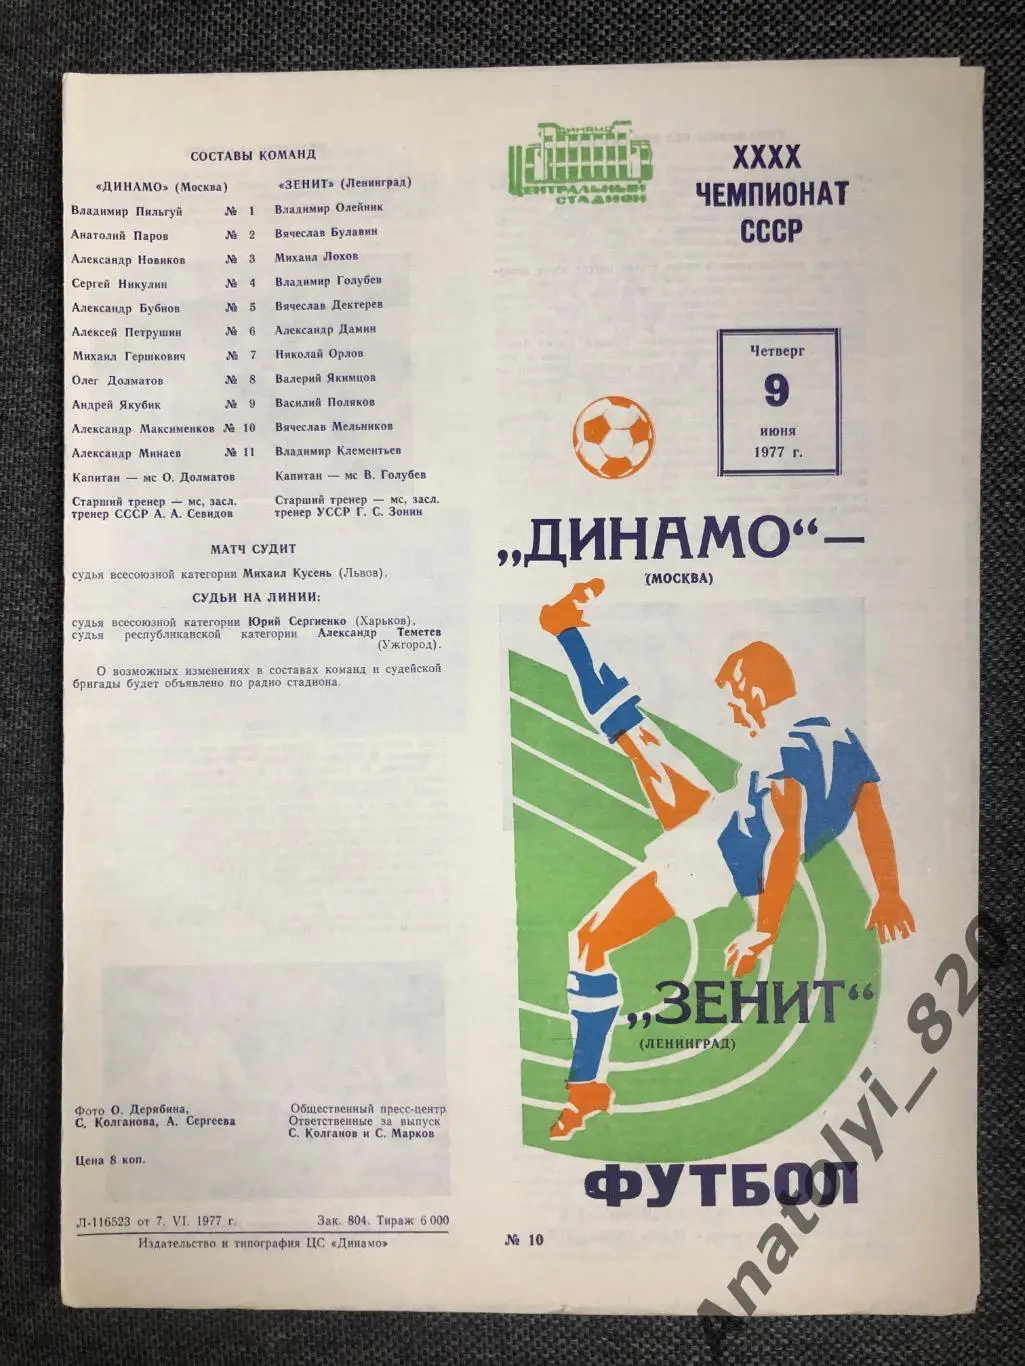 СОСТАВЫ КОМАНД
«ДИНАМО» (Москва) «ЗЕНИТ» (Ленинград)
Владимир Пильгуй № 1 Владимир Олейник
Анатолий Паров № 2 Вячеслав Булавин
Александр Новиков № 3 Михаил Лохов
Сергей Никулин № 4 Владимир Голубев
Александр Бубнов № 5 Вячеслав Дектерев
Алексей Петрушин № 6 Александр Дамин
Михаил Гершкович № 7 Николай Орлов
Олег Долматов № 8 Валерий Якимцов
Андрей Якубик № 9 Василий Поляков
Александр Максименков № 10 Вячеслав Мельников
Александр Минаев № 11 Владимир Клементьев
Капитан — мс О. Долматов Капитан — мс В. Голубев
Старший тренер — мс, засл. Старший тренер — мс, засл.
тренер СССР А. А. Севидов тренер УССР Г. С. Зонин
МАТЧ СУДИТ
судья всесоюзной категории Михаил Кусень (Львов).
СУДЬИ НА ЛИНИИ:
судья всесоюзной категории Юрий Сергиенко (Харьков),
судья республиканской категории Александр Теметев
(Ужгород).
О возможных изменениях в составах команд и судейской
бригады будет объявлено по радио стадиона.
Фото О. Дерябина,
С. Колганова, А. Сергеева
Цена 8 коп.
Общественный пресс-центр
Ответственные за выпуск
С. Колганов и С. Марков
Л-116523 от 7. VI. 1977 г. Зак. 804. Тираж 6 000
Издательство и типография ЦС «Динамо»
ДИНАМО
ЦЕНТРАЛЬНЫЙ
СТАДИОН
XXXX
ЧЕМПИОНАТ
СССР
Четверг
9
июня
1977 г.
„ДИНАМО“—
(МОСКВА)
„ЗЕНИТ“
(ЛЕНИНГРАД)
ФУТБОЛ
№ 10
Anatolyi_820